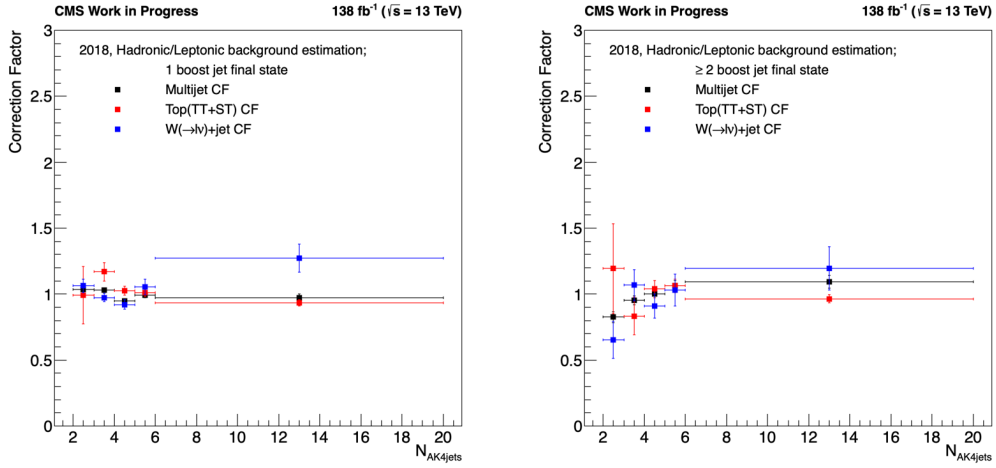 CMS Work in Progress 138 fb⁻¹ (√s = 13 TeV)
Correction Factor
3
2.5
2
1.5
1
0.5
0
2018, Hadronic/Leptonic background estimation;
1 boost jet final state
Multijet CF
Top(TT+ST) CF
W(→lν)+jet CF
2 4 6 8 10 12 14 16 18 20
N_AK4jets
CMS Work in Progress 138 fb⁻¹ (√s = 13 TeV)
Correction Factor
3
2.5
2
1.5
1
0.5
0
2018, Hadronic/Leptonic background estimation;
≥ 2 boost jet final state
Multijet CF
Top(TT+ST) CF
W(→lν)+jet CF
2 4 6 8 10 12 14 16 18 20
N_AK4jets